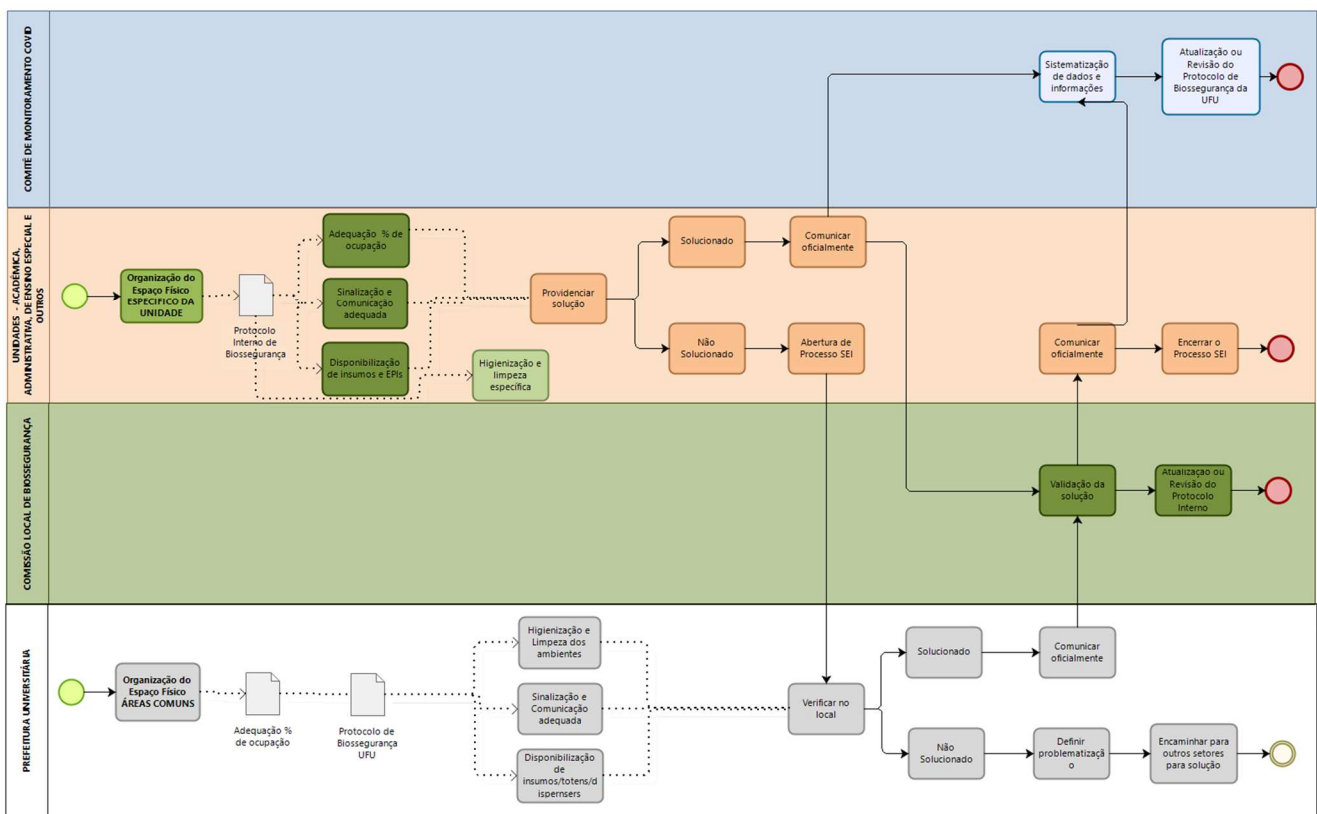 COMITÊ DE MONITORAMENTO COVID
Sistematização
de dados e
informações
Atualização ou
Revisão do
Protocolo de
Biossegurança da
UFU
UNIDADES - ACADÊMICA,
ADMINISTRATIVA, DE ENSINO ESPECIAL E
OUTROS
Organização do
Espaço Físico
ESPECIFICO DA
UNIDADE
Protocolo
Interno de
Biossegurança
Adequação % de
ocupação
Sinalização e
Comunicação
adequada
Disponibilização
de insumos e EPIs
Higienização e
limpeza
específica
Providenciar
solução
Solucionado
Comunicar
oficialmente
Não
Solucionado
Abertura de
Processo SEI
Comunicar
oficialmente
Encerrar o
Processo SEI
COMISSÃO LOCAL DE BIOSSEGURANÇA
Validação da
solução
Atualização ou
Revisão do
Protocolo
Interno
PREFEITURA UNIVERSITÁRIA
Organização do
Espaço Físico
ÁREAS COMUNS
Adequação %
de ocupação
Protocolo de
Biossegurança
UFU
Higienização e
Limpeza dos
ambientes
Sinalização e
Comunicação
adequada
Disponibilização
de
insumos/totens/d
ispernsers
Verificar no
local
Solucionado
Comunicar
oficialmente
Não
Solucionado
Definir
problematizaçã
o
Encaminhar para
outros setores
para solução